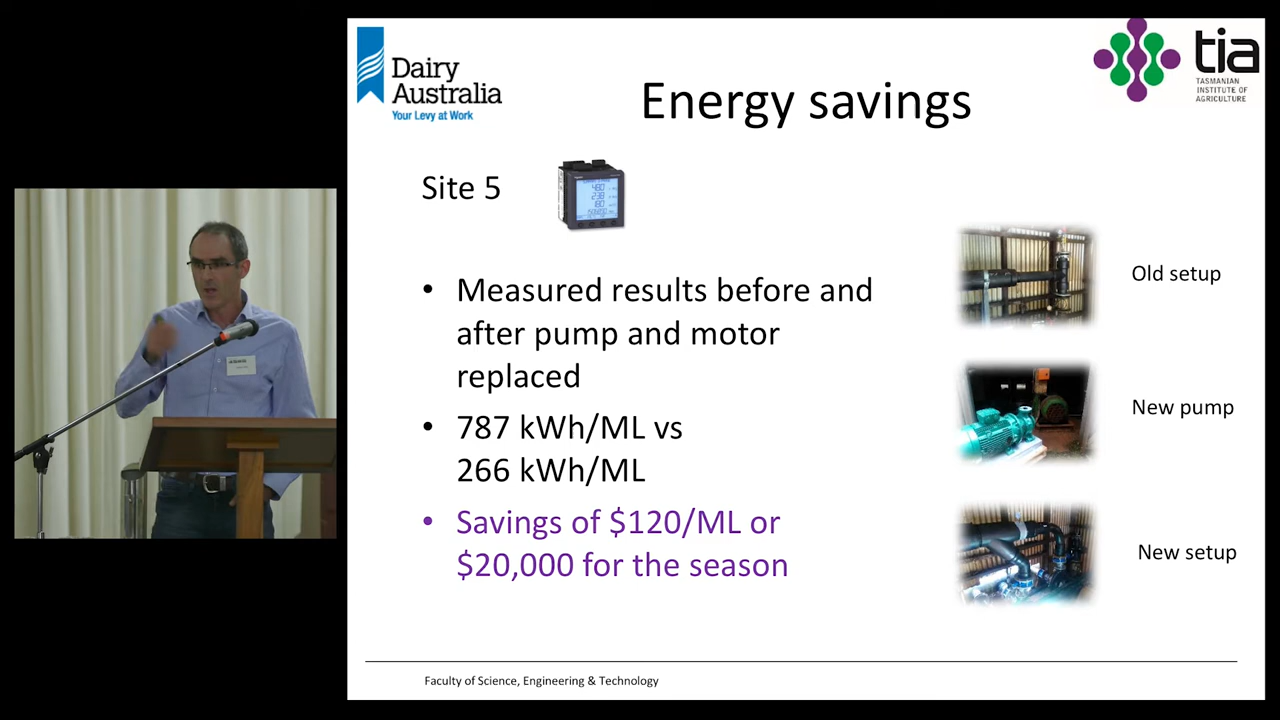 Dairy
Australia
Your Levy at Work
Energy savings
tia
TASMANIAN
INSTITUTE OF
AGRICULTURE
Site 5
• Measured results before and
after pump and motor
replaced
• 787 kWh/ML vs
266 kWh/ML
• Savings of $120/ML or
$20,000 for the season
Old setup
New pump
New setup
Faculty of Science, Engineering & Technology